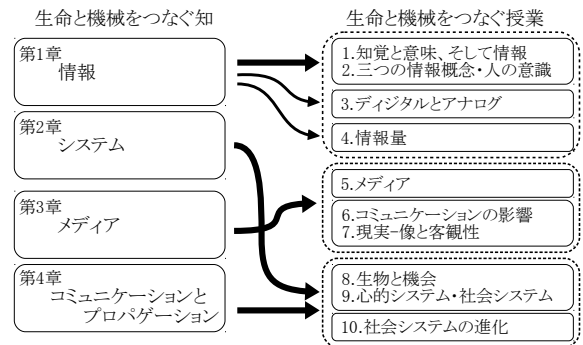 生命と機械をつなぐ知
第1章
情報
第2章
システム
第3章
メディア
第4章
コミュニケーションと
プロパゲーション
生命と機械をつなぐ授業
1.知覚と意味、そして情報
2.三つの情報概念・人の意識
3.ディジタルとアナログ
4.情報量
5.メディア
6.コミュニケーションの影響
7.現実-像と客観性
8.生物と機会
9.心的システム・社会システム
10.社会システムの進化